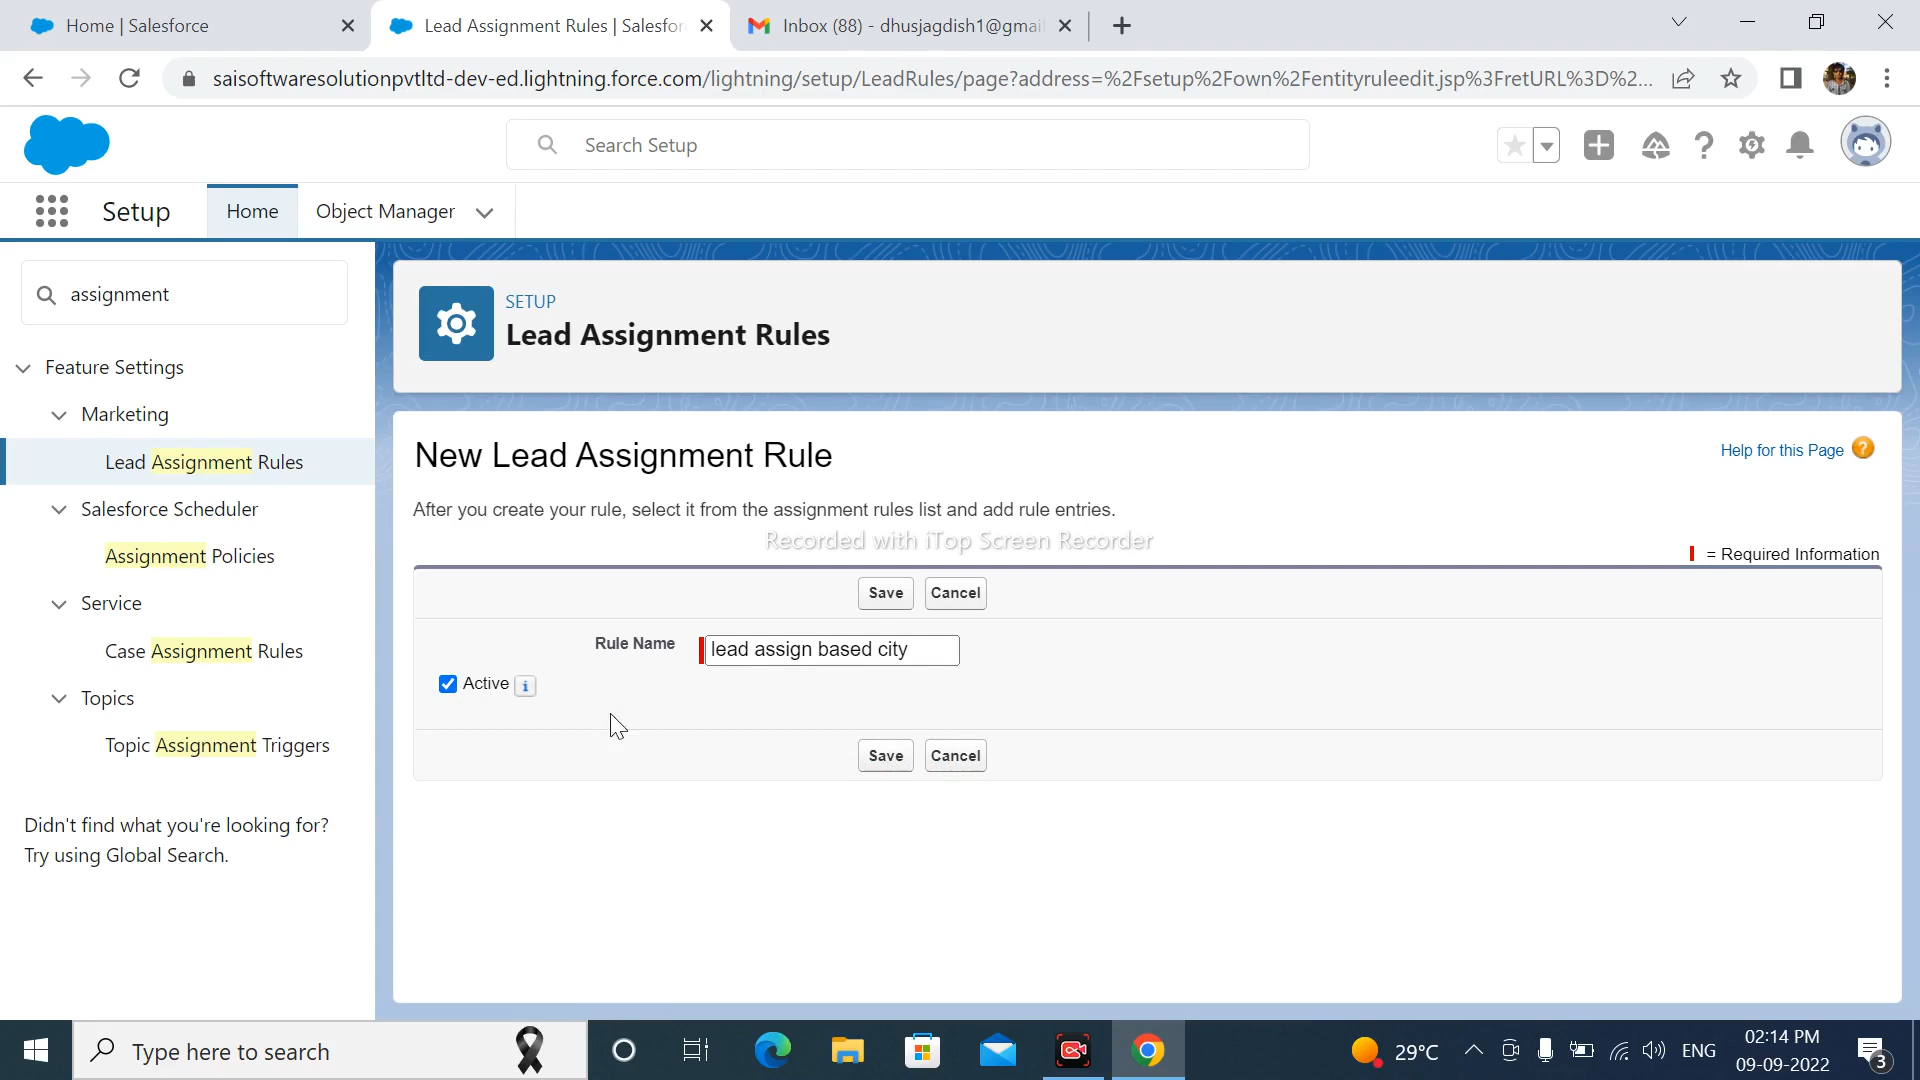 Home | Salesforce
Lead Assignment Rules | Salesfor
Inbox (88) - dhusjagdish1@gmai
saisoftwaresolutionpvtltd-dev-ed.lightning.force.com/lightning/setup/LeadRules/page?address=%2Fsetup%2Fown%2Fentityruleedit.jsp%3FretURL%3D%2...
Search Setup
Setup
Home
Object Manager
assignment
SETUP
Lead Assignment Rules
Feature Settings
Marketing
Lead Assignment Rules
Salesforce Scheduler
Assignment Policies
Service
Case Assignment Rules
Topics
Topic Assignment Triggers
Didn't find what you're looking for?
Try using Global Search.
New Lead Assignment Rule
Help for this Page
After you create your rule, select it from the assignment rules list and add rule entries.
Recorded with iTop Screen Recorder
= Required Information
Save Cancel
Rule Name lead assign based city
Active
Save Cancel
Type here to search
29°C
ENG
02:14 PM
09-09-2022
3